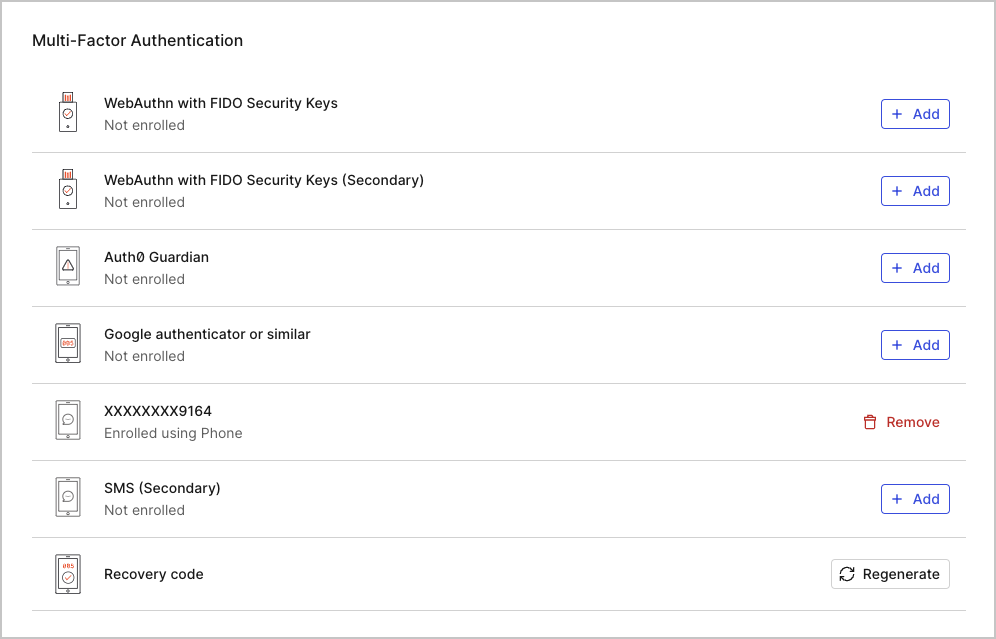 Multi-Factor Authentication
WebAuthn with FIDO Security Keys
Not enrolled
+ Add
WebAuthn with FIDO Security Keys (Secondary)
Not enrolled
+ Add
Auth0 Guardian
Not enrolled
+ Add
005
Google authenticator or similar
Not enrolled
+ Add
XXXXXXXX9164
Enrolled using Phone
Remove
SMS (Secondary)
Not enrolled
+ Add
005
Recovery code
Regenerate